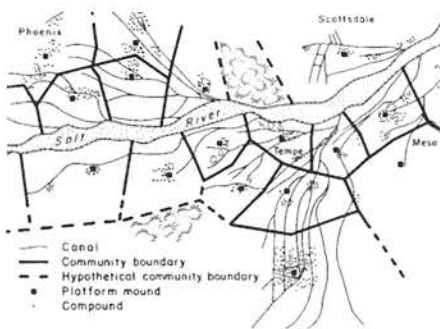 Scottsdale
Phoenix
Salt River
Tempe
Mesa
Canal
Community boundary
Hypothetical community boundary
Platform mound
Compound